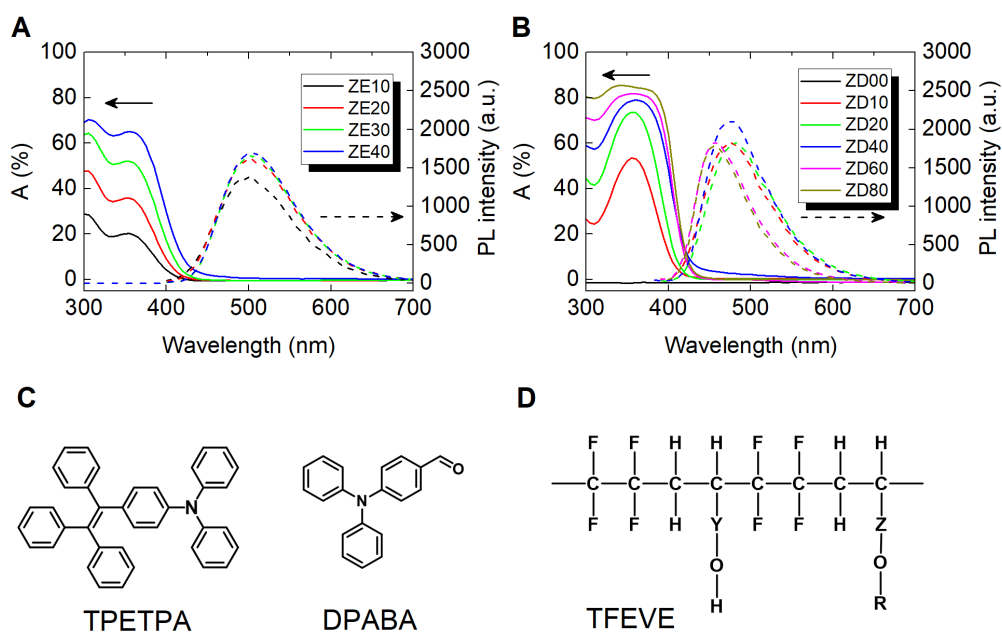 A
B
100
80
60
40
20
0
A (%)
3000
2500
2000
1500
1000
500
0
PL intensity (a.u.)
ZE10
ZE20
ZE30
ZE40
300 400 500 600 700
Wavelength (nm)
100
80
60
40
20
0
A (%)
3000
2500
2000
1500
1000
500
0
PL intensity (a.u.)
ZD00
ZD10
ZD20
ZD40
ZD60
ZD80
300 400 500 600 700
Wavelength (nm)
C
N
TPETPA
N
O
DPABA
D
F F H H F F H H
C C C C C C C C
F F H Y F F H Z
O O
H R
TFEVE